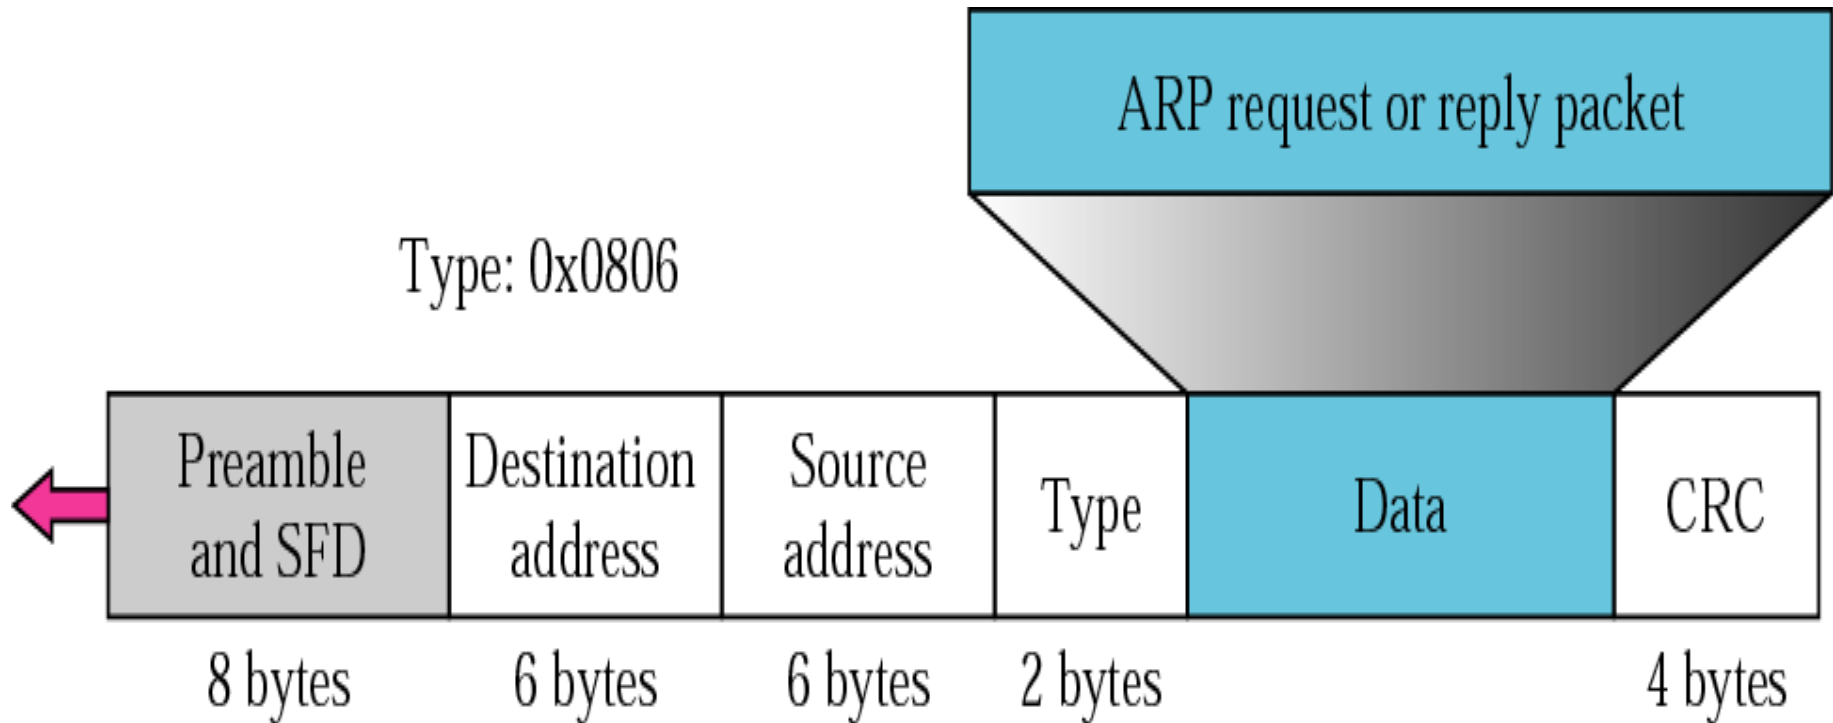 ARP request or reply packet
Type: 0x0806
Preamble
and SFD
Destination
address
Source
address
Type
Data
CRC
8 bytes
6 bytes
6 bytes
2 bytes
4 bytes